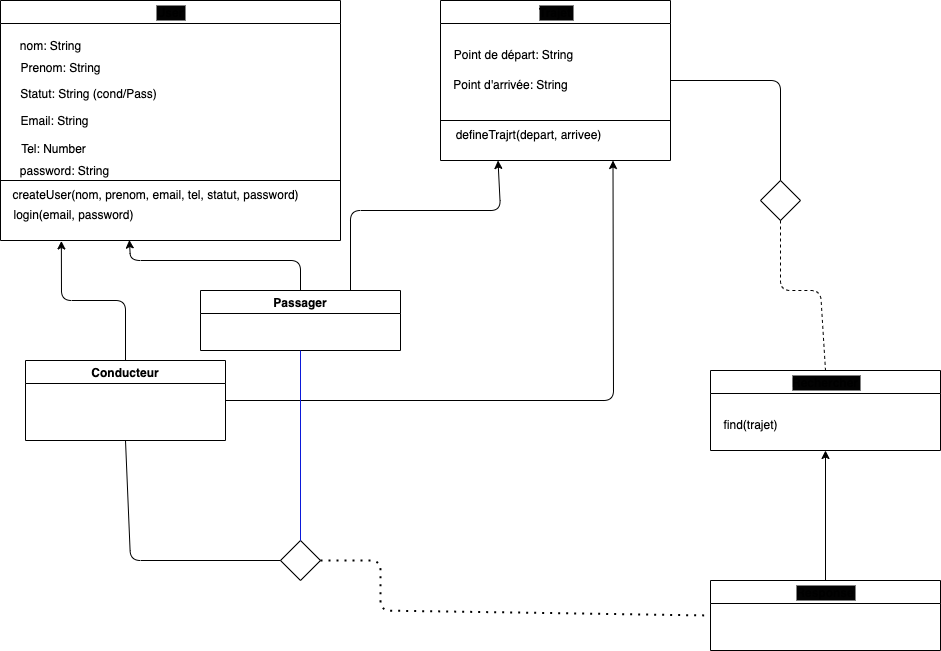 nom: String
Prenom: String
Statut: String (cond/Pass)
Email: String
Tel: Number
password: String
createUser(nom, prenom, email, tel, statut, password)
login(email, password)
Point de départ: String
Point d'arrivée: String
defineTrajrt(depart, arrivee)
Passager
Conducteur
find(trajet)